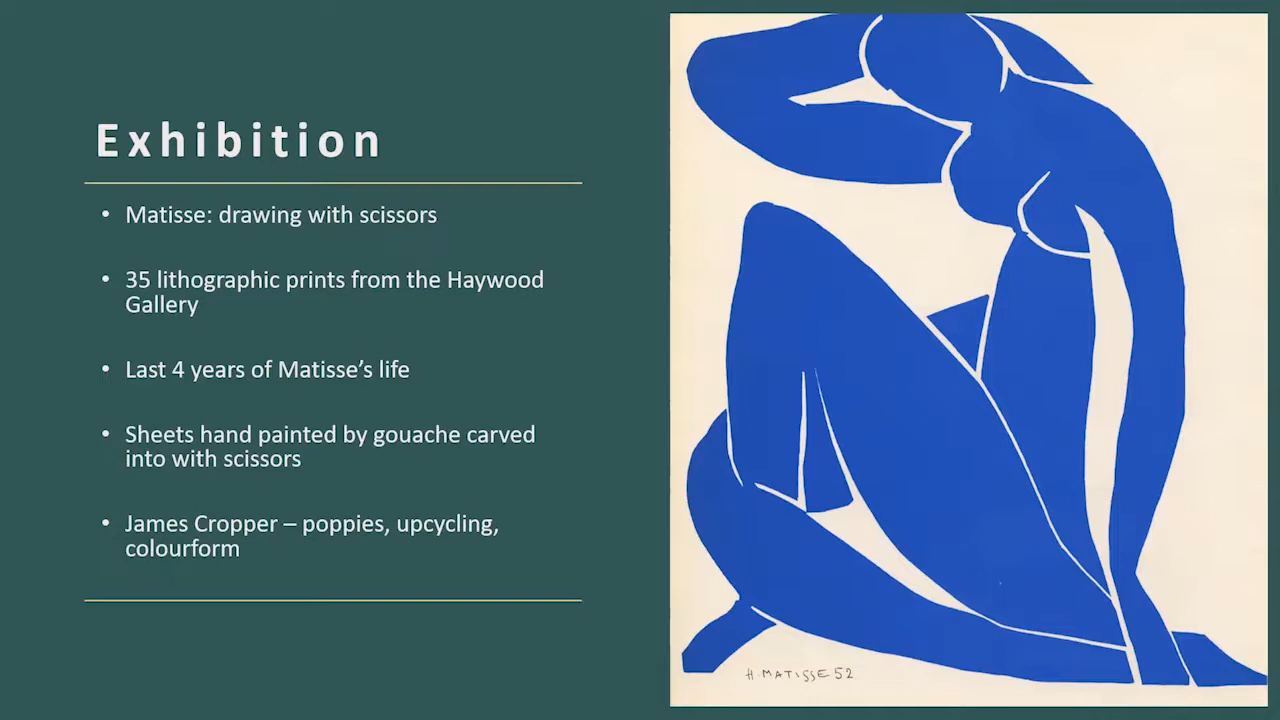 Exhibition
• Matisse: drawing with scissors
• 35 lithographic prints from the Haywood
Gallery
• Last 4 years of Matisse’s life
• Sheets hand painted by gouache carved
into with scissors
• James Cropper – poppies, upcycling,
colourform
H. MATISSE 52